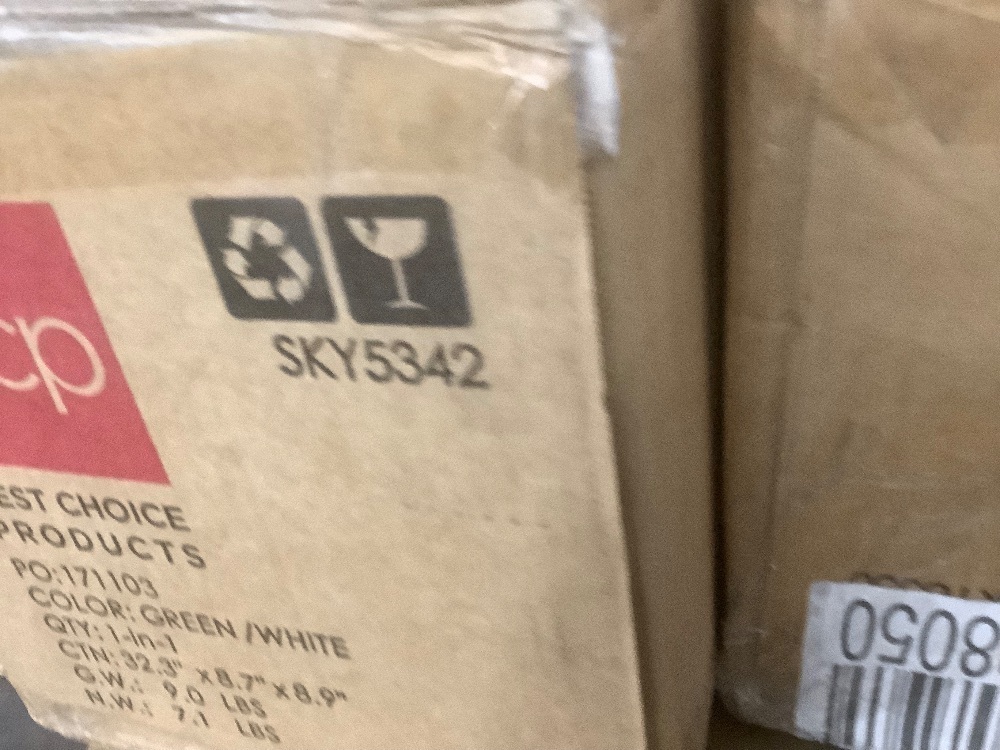 SKY5342
cp
EST CHOICE
PRODUCTS
PO:171103
COLOR: GREEN /WHITE
QTY: 1-in-1
CTN: 32.3" x 8.7" x 8.9"
G.W.: 9.0 LBS
N.W.: 7.1 LBS
8050